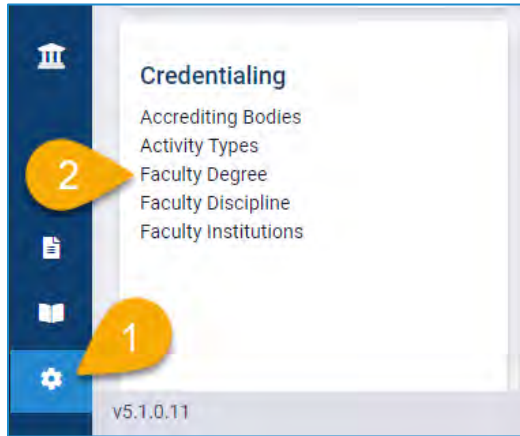 Credentialing
Accrediting Bodies
Activity Types
2
Faculty Degree
Faculty Discipline
Faculty Institutions
1
v5.1.0.11